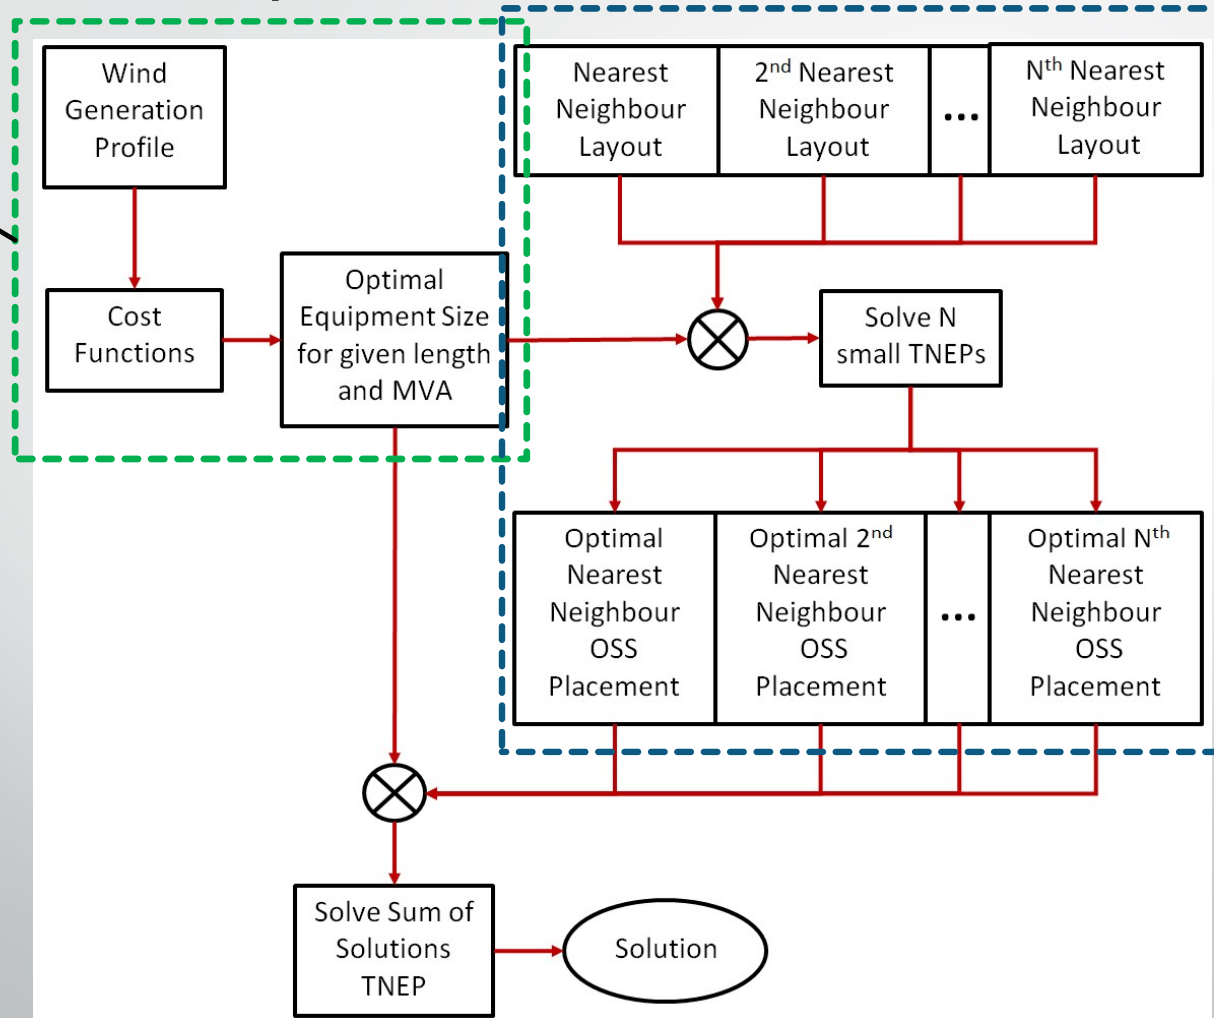 Wind
Generation
Profile
Nearest
Neighbour
Layout
2nd Nearest
Neighbour
Layout
...
Nth Nearest
Neighbour
Layout
Cost
Functions
Optimal
Equipment Size
for given length
and MVA
Solve N
small TNEPs
Optimal
Nearest
Neighbour
OSS
Placement
Optimal 2nd
Nearest
Neighbour
OSS
Placement
...
Optimal Nth
Nearest
Neighbour
OSS
Placement
Solve Sum of
Solutions
TNEP
Solution